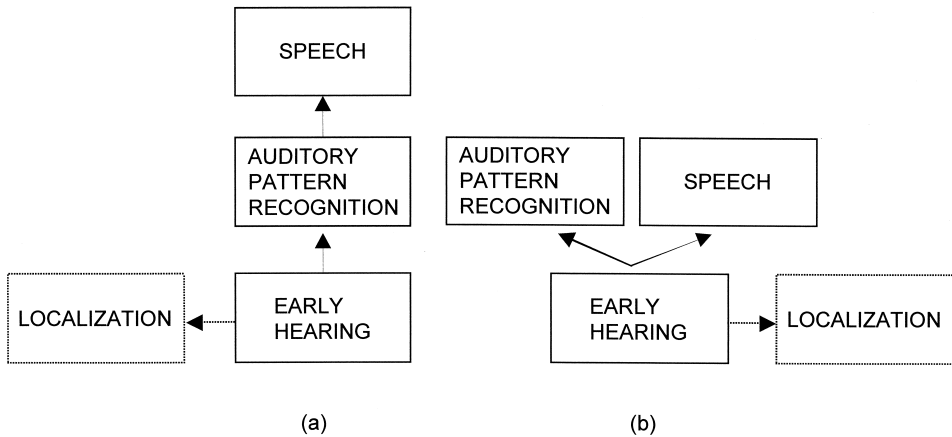 SPEECH
AUDITORY
PATTERN
RECOGNITION
LOCALIZATION
EARLY
HEARING
(a)
AUDITORY
PATTERN
RECOGNITION
SPEECH
EARLY
HEARING
LOCALIZATION
(b)